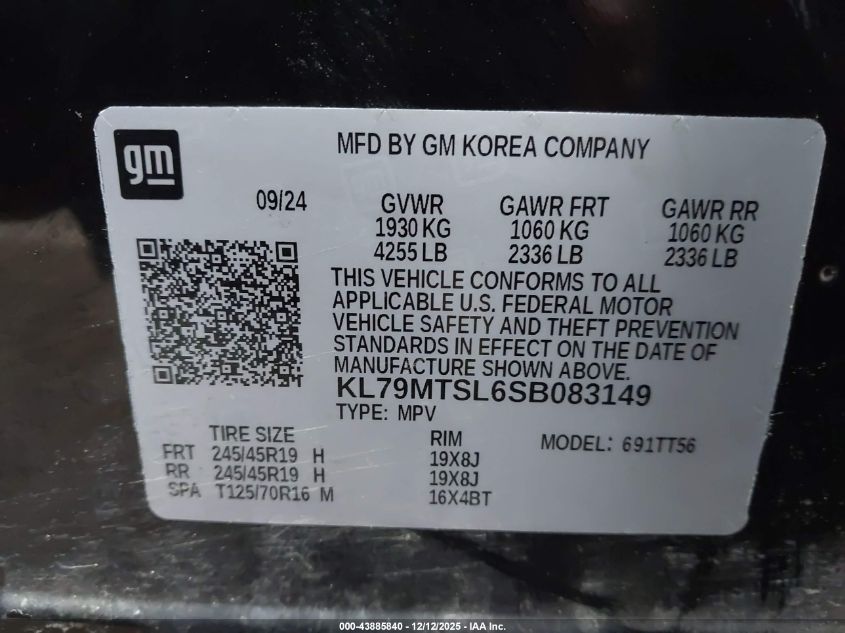 gm
MFD BY GM KOREA COMPANY
09/24 GVWR GAWR FRT GAWR RR
1930 KG 1060 KG 1060 KG
4255 LB 2336 LB 2336 LB
THIS VEHICLE CONFORMS TO ALL
APPLICABLE U.S. FEDERAL MOTOR
VEHICLE SAFETY AND THEFT PREVENTION
STANDARDS IN EFFECT ON THE DATE OF
MANUFACTURE SHOWN ABOVE.
KL79MTSL6SB083149
TYPE: MPV
TIRE SIZE RIM MODEL: 691TT56
FRT 245/45R19 H 19X8J
RR 245/45R19 H 19X8J
SPA T125/70R16 M 16X4BT
000-43885840 - 12/12/2025 - IAA Inc.